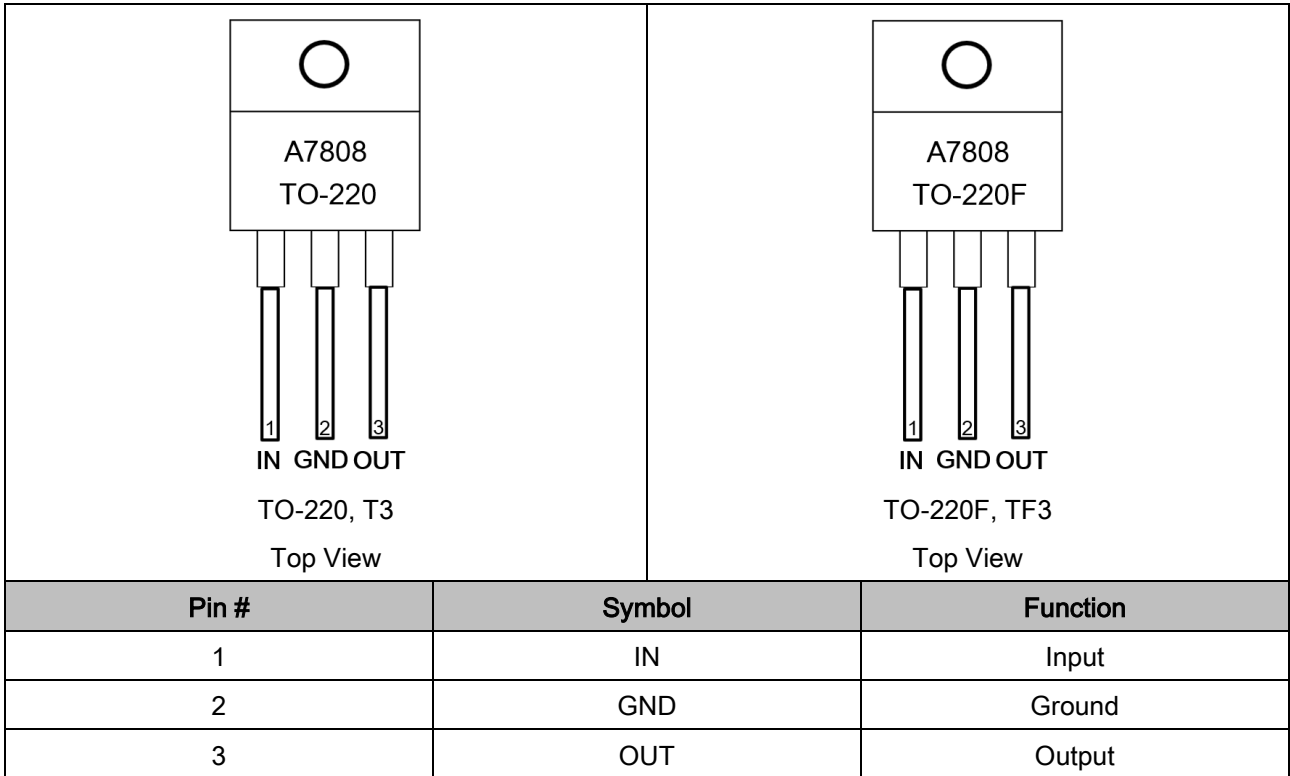 A7808
TO-220
1 2 3
IN GND OUT
TO-220, T3
Top View
A7808
TO-220F
1 2 3
IN GND OUT
TO-220F, TF3
Top View
Pin # Symbol Function
1 IN Input
2 GND Ground
3 OUT Output